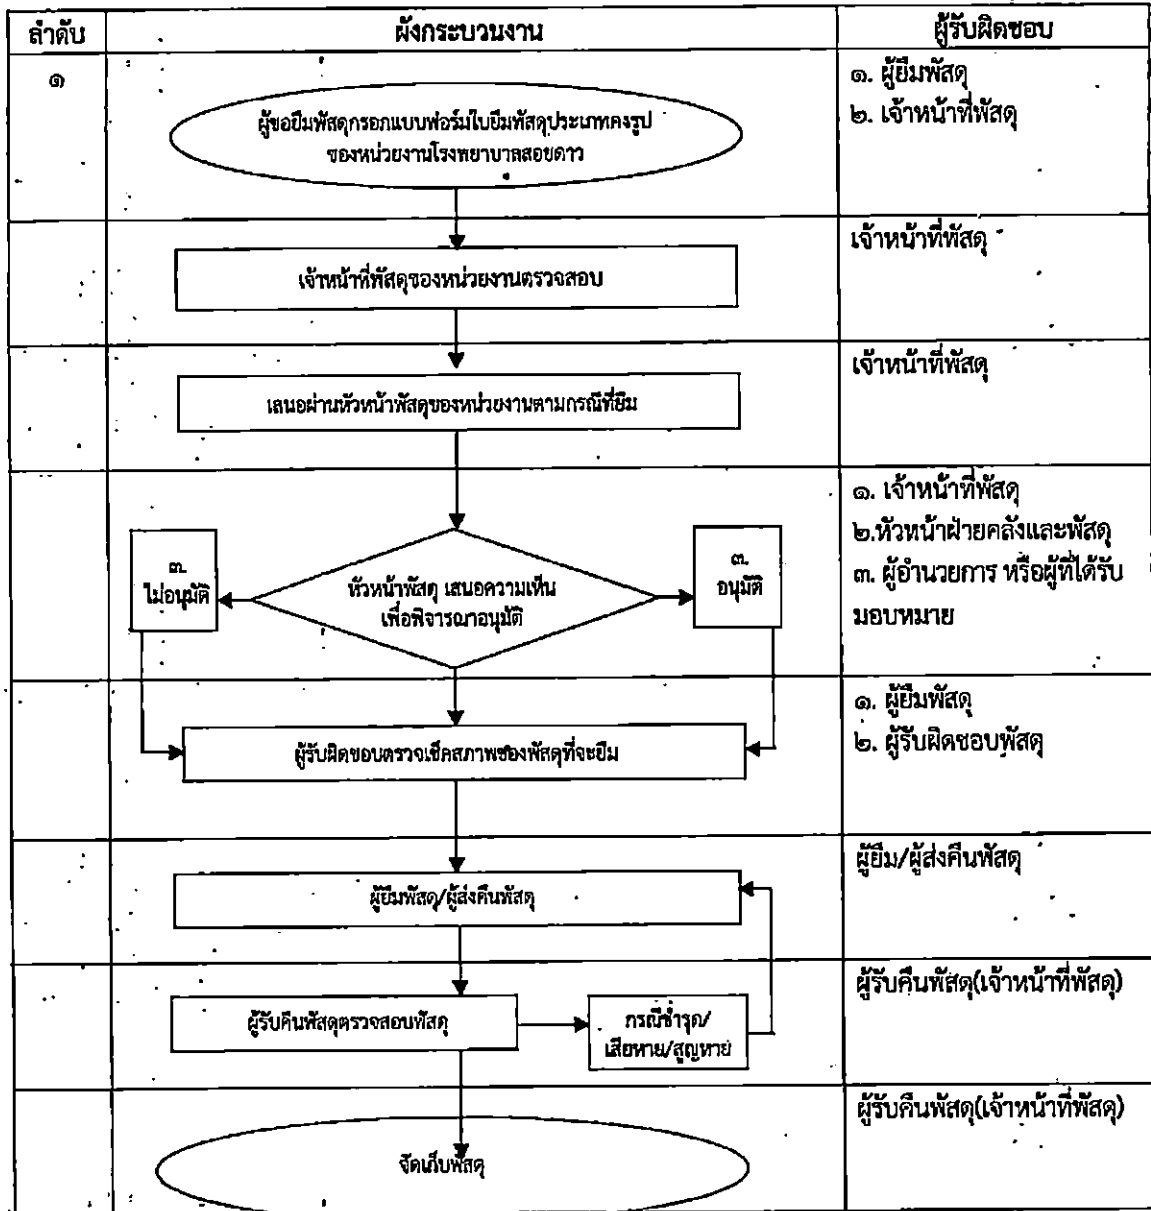 ลำดับ
ผังกระบวนงาน
ผู้รับผิดชอบ
๑
ผู้ขอยืมพัสดุกรอกแบบฟอร์มใบยืมพัสดุประเภทคงรูป
ของหน่วยงานโรงพยาบาลสอยดาว
๑. ผู้ยืมพัสดุ
๒. เจ้าหน้าที่พัสดุ
เจ้าหน้าที่พัสดุของหน่วยงานตรวจสอบ
เจ้าหน้าที่พัสดุ
เสนอผ่านหัวหน้าพัสดุของหน่วยงานตามกรณีที่ยืม
เจ้าหน้าที่พัสดุ
๓.
ไม่อนุมัติ
หัวหน้าพัสดุ เสนอความเห็น
เพื่อพิจารณาอนุมัติ
๓.
อนุมัติ
๑. เจ้าหน้าที่พัสดุ
๒.หัวหน้าฝ่ายคลังและพัสดุ
๓. ผู้อำนวยการ หรือผู้ที่ได้รับ
มอบหมาย
ผู้รับผิดชอบตรวจเช็คสภาพของพัสดุที่จะยืม
๑. ผู้ยืมพัสดุ
๒. ผู้รับผิดชอบพัสดุ
ผู้ยืมพัสดุ/ผู้ส่งคืนพัสดุ
ผู้ยืม/ผู้ส่งคืนพัสดุ
ผู้รับคืนพัสดุตรวจสอบพัสดุ
กรณีชำรุด/
เสียหาย/สูญหาย
ผู้รับคืนพัสดุ(เจ้าหน้าที่พัสดุ)
จัดเก็บพัสดุ
ผู้รับคืนพัสดุ(เจ้าหน้าที่พัสดุ)